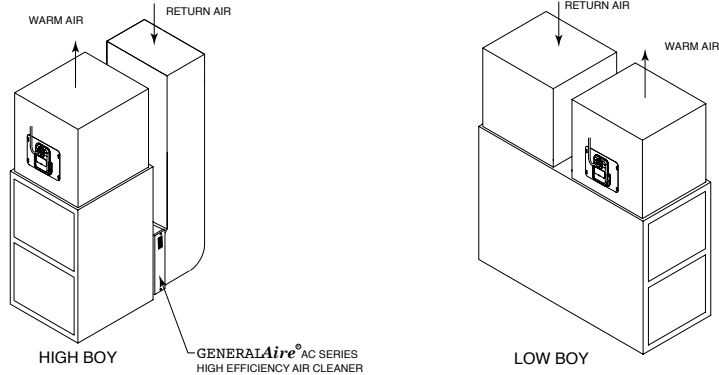 RETURN AIR
WARM AIR
GENERALAire® AC SERIES
HIGH EFFICIENCY AIR CLEANER
HIGH BOY
RETURN AIR
WARM AIR
LOW BOY